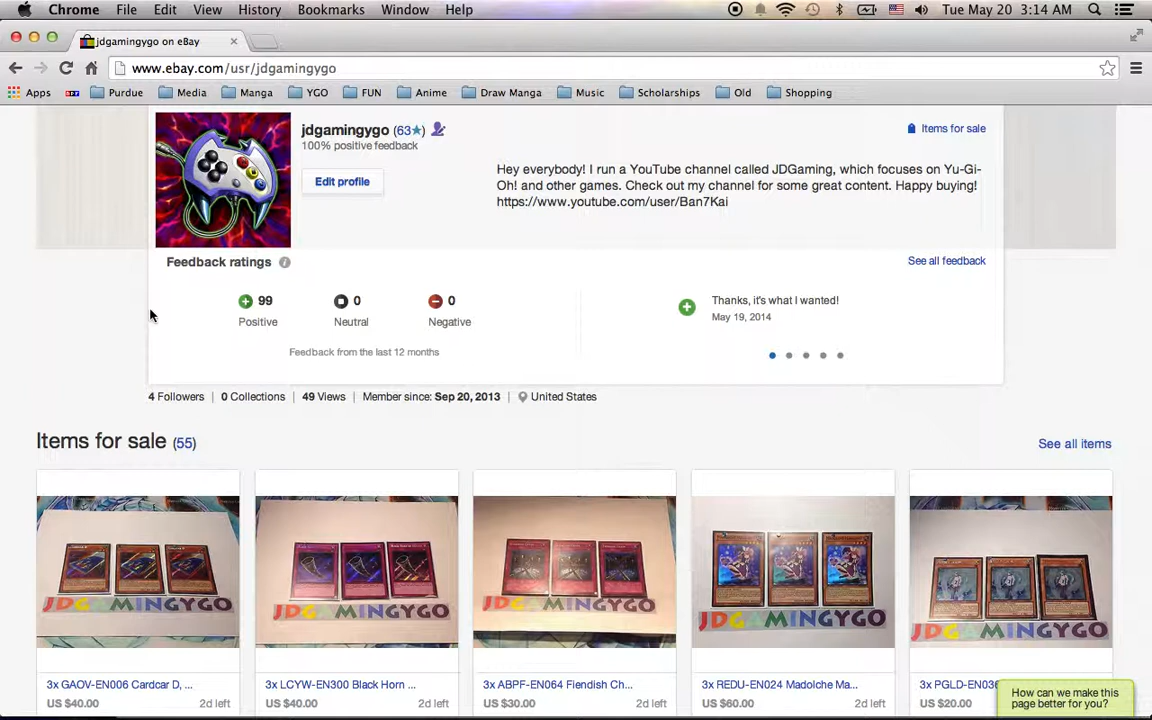 Chrome File Edit View History Bookmarks Window Help Tue May 20 3:14 AM
jdgamingygo on eBay
www.ebay.com/usr/jdgamingygo
Apps Purdue Media Manga YGO FUN Anime Draw Manga Music Scholarships Old Shopping
jdgamingygo (63★)
100% positive feedback
Edit profile
Items for sale
Hey everybody! I run a YouTube channel called JDGaming, which focuses on Yu-Gi-
Oh! and other games. Check out my channel for some great content. Happy buying!
https://www.youtube.com/user/Ban7Kai
Feedback ratings
See all feedback
99 0 0
Positive Neutral Negative
Feedback from the last 12 months
Thanks, it's what I wanted!
May 19, 2014
4 Followers | 0 Collections | 49 Views | Member since: Sep 20, 2013 | United States
Items for sale (55)
See all items
JDGAMINGYGO
JDGAMINGYGO
JDGAMINGYGO
JDGAMINGYGO
JDGAMINGYGO
3x GAOV-EN006 Cardcar D, ...
US $40.00 2d left
3x LCYW-EN300 Black Horn ...
US $40.00 2d left
3x ABPF-EN064 Fiendish Ch...
US $30.00 2d left
3x REDU-EN024 Madolche Ma...
US $60.00 2d left
3x PGLD-EN036
US $20.00 2d left
How can we make this
page better for you?